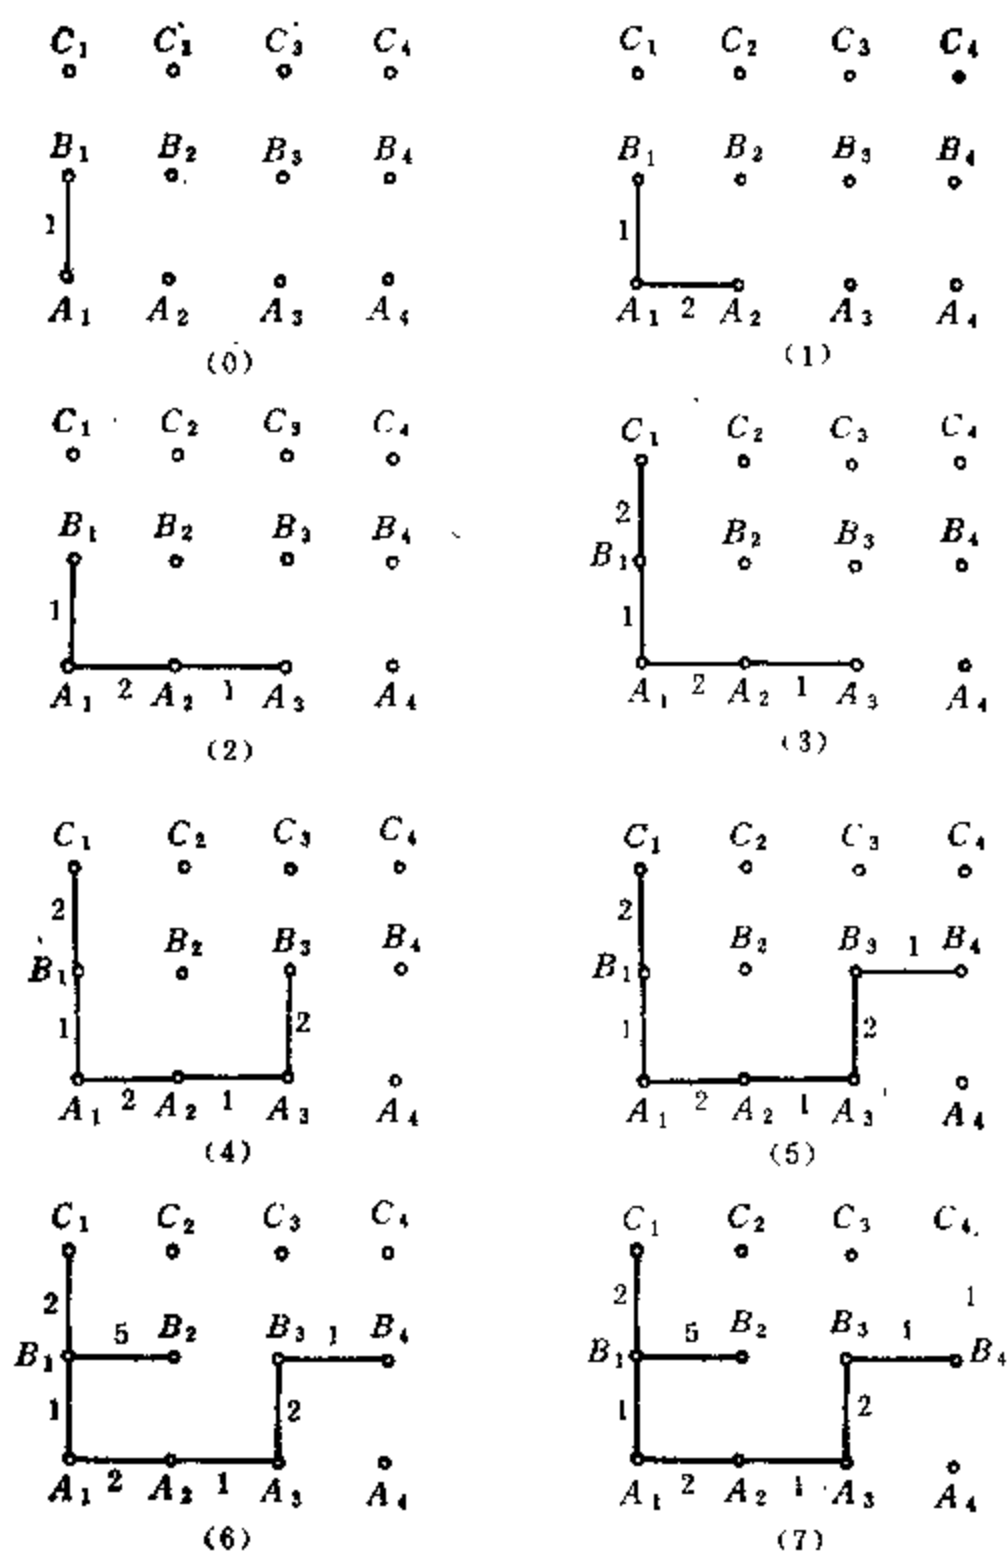 C₁ C₂ C₃ C₄ C₁ C₂ C₃ C₄
B₁ B₂ B₃ B₄ B₁ B₂ B₃ B₄
1 1
A₁ A₂ A₃ A₄ A₁ 2 A₂ A₃ A₄
(0) (1)
C₁ C₂ C₃ C₄ C₁ C₂ C₃ C₄
2
B₁ B₂ B₃ B₄ B₁ B₂ B₃ B₄
1 1
A₁ 2 A₂ 1 A₃ A₄ A₁ 2 A₂ 1 A₃ A₄
(2) (3)
C₁ C₂ C₃ C₄ C₁ C₂ C₃ C₄
2 2
B₁ B₂ B₃ B₄ B₁ B₂ B₃ 1 B₄
1 2 1 2
A₁ 2 A₂ 1 A₃ A₄ A₁ 2 A₂ 1 A₃ A₄
(4) (5)
C₁ C₂ C₃ C₄ C₁ C₂ C₃ C₄
2 2 1
B₁ 5 B₂ B₃ 1 B₄ B₁ 5 B₂ B₃ 1 B₄
1 2 1 2
A₁ 2 A₂ 1 A₃ A₄ A₁ 2 A₂ 1 A₃ A₄
(6) (7)